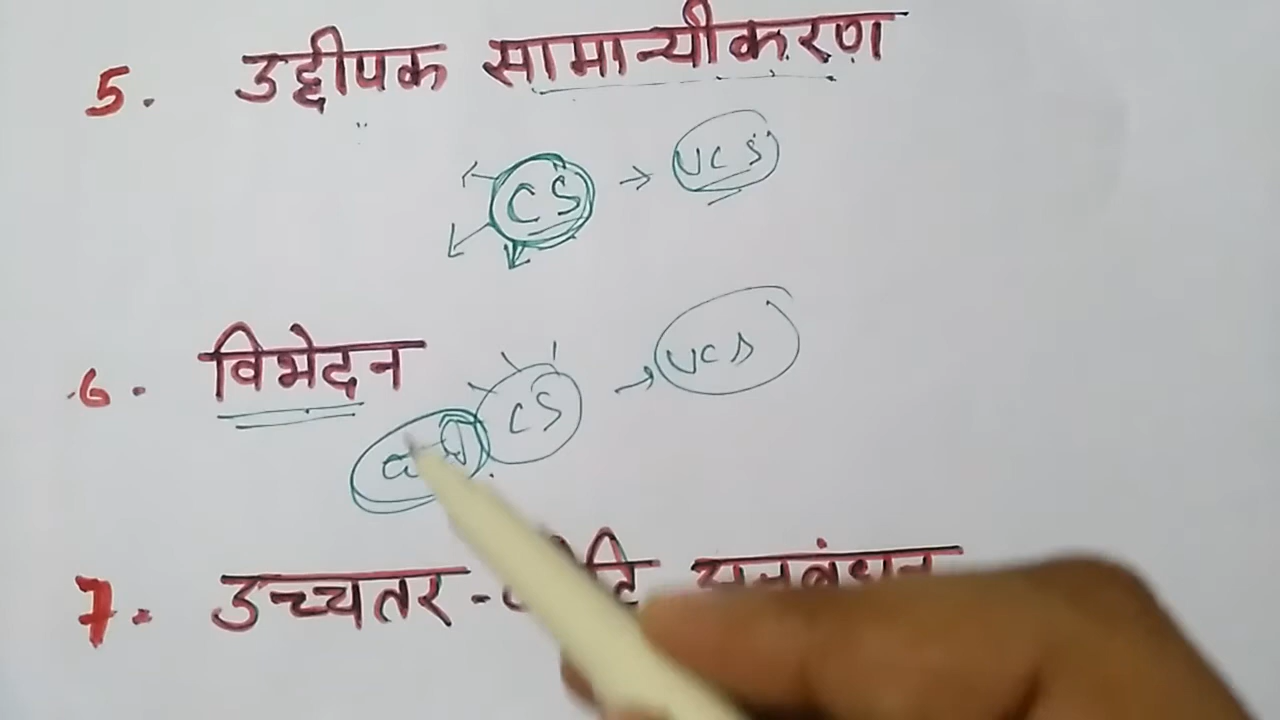 5. उद्दीपक सामान्यीकरण
CS → UCS
6. विभेदन
CS → UCS
7. उच्चतर-